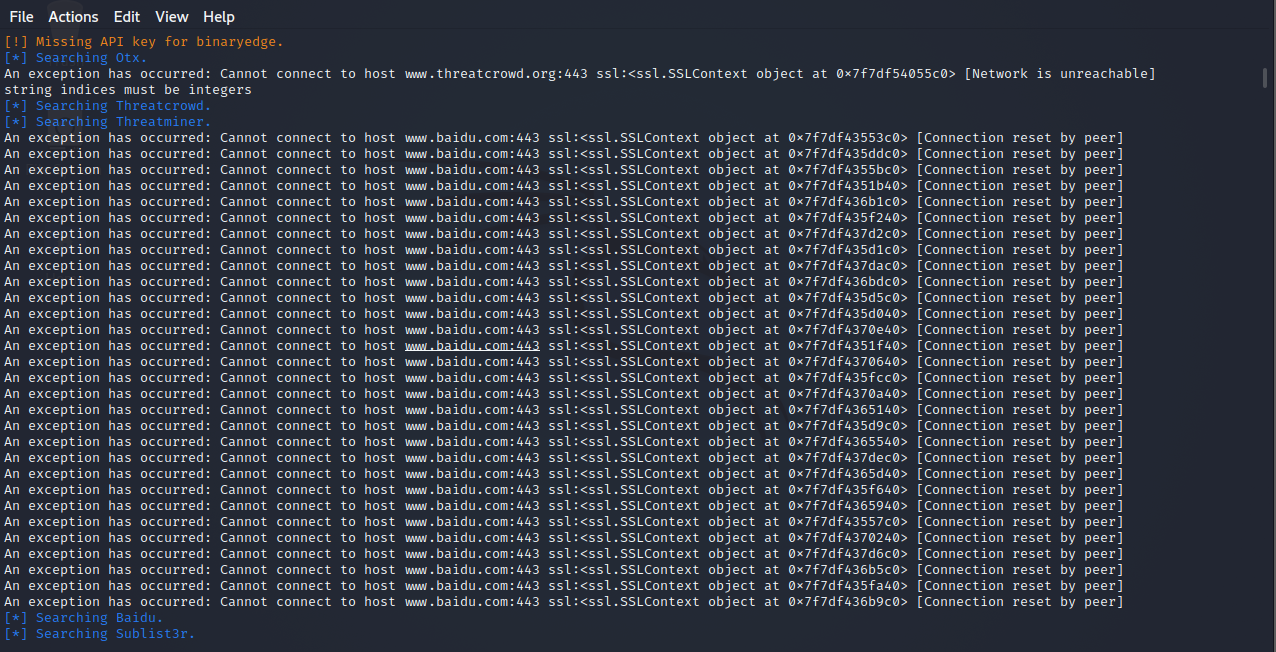 File Actions Edit View Help
[!] Missing API key for binaryedge.
[*] Searching Otx.
An exception has occurred: Cannot connect to host www.threatcrowd.org:443 ssl:<ssl.SSLContext object at 0×7f7df54055c0> [Network is unreachable]
string indices must be integers
[*] Searching Threatcrowd.
[*] Searching Threatminer.
An exception has occurred: Cannot connect to host www.baidu.com:443 ssl:<ssl.SSLContext object at 0×7f7df43553c0> [Connection reset by peer]
An exception has occurred: Cannot connect to host www.baidu.com:443 ssl:<ssl.SSLContext object at 0×7f7df435ddc0> [Connection reset by peer]
An exception has occurred: Cannot connect to host www.baidu.com:443 ssl:<ssl.SSLContext object at 0×7f7df4355bc0> [Connection reset by peer]
An exception has occurred: Cannot connect to host www.baidu.com:443 ssl:<ssl.SSLContext object at 0×7f7df4351b40> [Connection reset by peer]
An exception has occurred: Cannot connect to host www.baidu.com:443 ssl:<ssl.SSLContext object at 0×7f7df436b1c0> [Connection reset by peer]
An exception has occurred: Cannot connect to host www.baidu.com:443 ssl:<ssl.SSLContext object at 0×7f7df435f240> [Connection reset by peer]
An exception has occurred: Cannot connect to host www.baidu.com:443 ssl:<ssl.SSLContext object at 0×7f7df437d2c0> [Connection reset by peer]
An exception has occurred: Cannot connect to host www.baidu.com:443 ssl:<ssl.SSLContext object at 0×7f7df435d1c0> [Connection reset by peer]
An exception has occurred: Cannot connect to host www.baidu.com:443 ssl:<ssl.SSLContext object at 0×7f7df437dac0> [Connection reset by peer]
An exception has occurred: Cannot connect to host www.baidu.com:443 ssl:<ssl.SSLContext object at 0×7f7df436bdc0> [Connection reset by peer]
An exception has occurred: Cannot connect to host www.baidu.com:443 ssl:<ssl.SSLContext object at 0×7f7df435d5c0> [Connection reset by peer]
An exception has occurred: Cannot connect to host www.baidu.com:443 ssl:<ssl.SSLContext object at 0×7f7df435d040> [Connection reset by peer]
An exception has occurred: Cannot connect to host www.baidu.com:443 ssl:<ssl.SSLContext object at 0×7f7df4370e40> [Connection reset by peer]
An exception has occurred: Cannot connect to host www.baidu.com:443 ssl:<ssl.SSLContext object at 0×7f7df4351f40> [Connection reset by peer]
An exception has occurred: Cannot connect to host www.baidu.com:443 ssl:<ssl.SSLContext object at 0×7f7df4370640> [Connection reset by peer]
An exception has occurred: Cannot connect to host www.baidu.com:443 ssl:<ssl.SSLContext object at 0×7f7df435fcc0> [Connection reset by peer]
An exception has occurred: Cannot connect to host www.baidu.com:443 ssl:<ssl.SSLContext object at 0×7f7df4370a40> [Connection reset by peer]
An exception has occurred: Cannot connect to host www.baidu.com:443 ssl:<ssl.SSLContext object at 0×7f7df4365140> [Connection reset by peer]
An exception has occurred: Cannot connect to host www.baidu.com:443 ssl:<ssl.SSLContext object at 0×7f7df435d9c0> [Connection reset by peer]
An exception has occurred: Cannot connect to host www.baidu.com:443 ssl:<ssl.SSLContext object at 0×7f7df4365540> [Connection reset by peer]
An exception has occurred: Cannot connect to host www.baidu.com:443 ssl:<ssl.SSLContext object at 0×7f7df437dec0> [Connection reset by peer]
An exception has occurred: Cannot connect to host www.baidu.com:443 ssl:<ssl.SSLContext object at 0×7f7df4365d40> [Connection reset by peer]
An exception has occurred: Cannot connect to host www.baidu.com:443 ssl:<ssl.SSLContext object at 0×7f7df435f640> [Connection reset by peer]
An exception has occurred: Cannot connect to host www.baidu.com:443 ssl:<ssl.SSLContext object at 0×7f7df4365940> [Connection reset by peer]
An exception has occurred: Cannot connect to host www.baidu.com:443 ssl:<ssl.SSLContext object at 0×7f7df43557c0> [Connection reset by peer]
An exception has occurred: Cannot connect to host www.baidu.com:443 ssl:<ssl.SSLContext object at 0×7f7df4370240> [Connection reset by peer]
An exception has occurred: Cannot connect to host www.baidu.com:443 ssl:<ssl.SSLContext object at 0×7f7df437d6c0> [Connection reset by peer]
An exception has occurred: Cannot connect to host www.baidu.com:443 ssl:<ssl.SSLContext object at 0×7f7df436b5c0> [Connection reset by peer]
An exception has occurred: Cannot connect to host www.baidu.com:443 ssl:<ssl.SSLContext object at 0×7f7df435fa40> [Connection reset by peer]
An exception has occurred: Cannot connect to host www.baidu.com:443 ssl:<ssl.SSLContext object at 0×7f7df436b9c0> [Connection reset by peer]
[*] Searching Baidu.
[*] Searching Sublist3r.